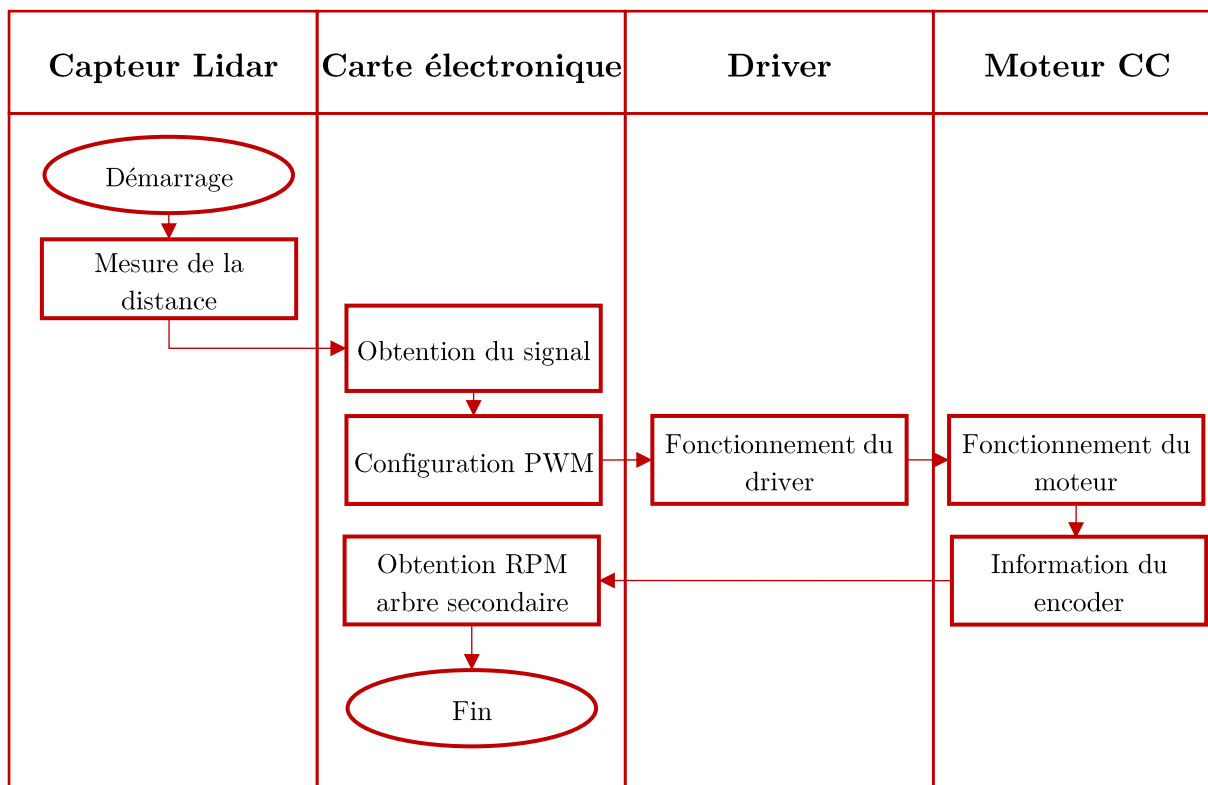 Capteur Lidar
Carte électronique
Driver
Moteur CC
Démarrage
Mesure de la
distance
Obtention du signal
Configuration PWM
Fonctionnement du
driver
Fonctionnement du
moteur
Information du
encoder
Obtention RPM
arbre secondaire
Fin